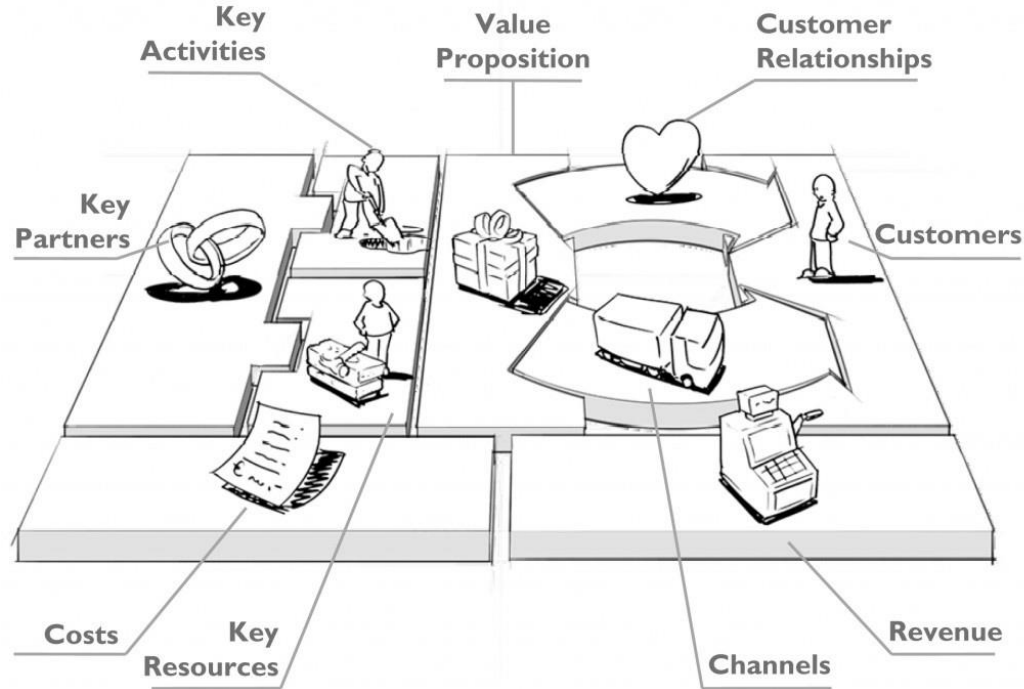 Key
Activities
Value
Proposition
Customer
Relationships
Key
Partners
Customers
Costs
Key
Resources
Channels
Revenue